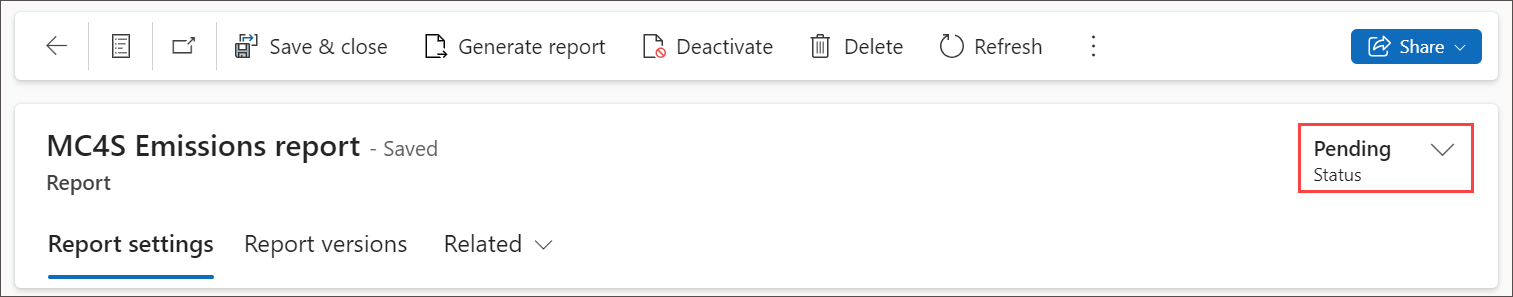 Save & close Generate report Deactivate Delete Refresh Share
MC4S Emissions report - Saved
Report
Pending
Status
Report settings Report versions Related